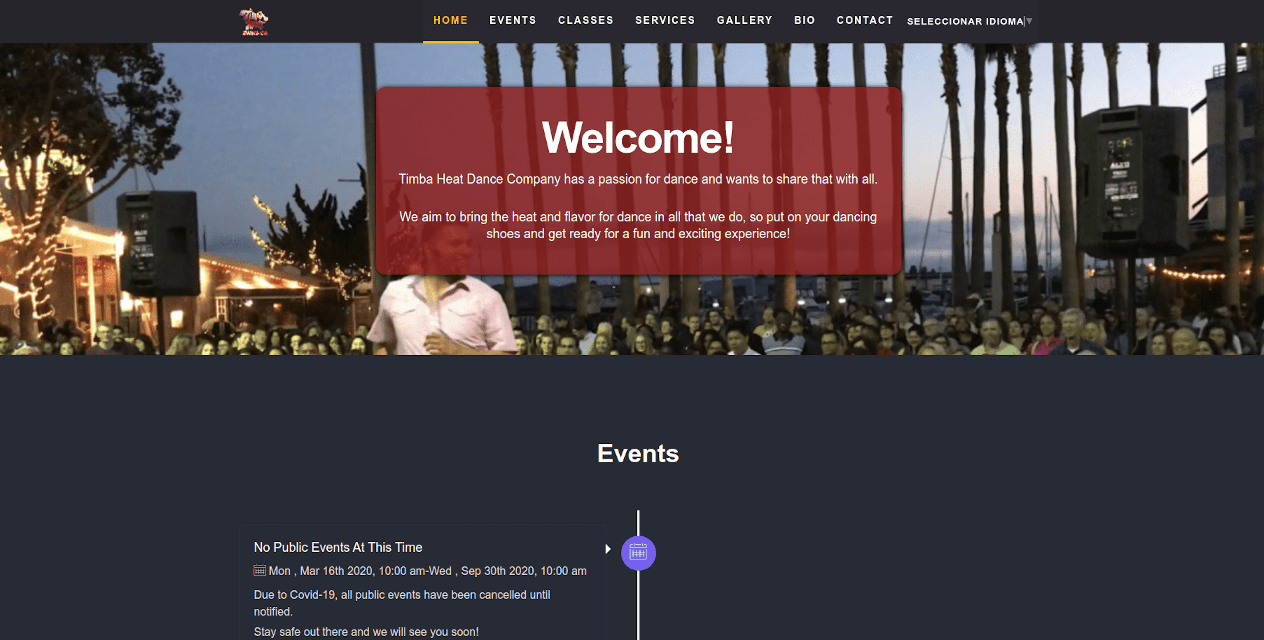 HOME EVENTS CLASSES SERVICES GALLERY BIO CONTACT SELECCIONAR IDIOMA▼
Welcome!
Timba Heat Dance Company has a passion for dance and wants to share that with all.
We aim to bring the heat and flavor for dance in all that we do, so put on your dancing
shoes and get ready for a fun and exciting experience!
Events
No Public Events At This Time
Mon , Mar 16th 2020, 10:00 am-Wed , Sep 30th 2020, 10:00 am
Due to Covid-19, all public events have been cancelled until
notified.
Stay safe out there and we will see you soon!